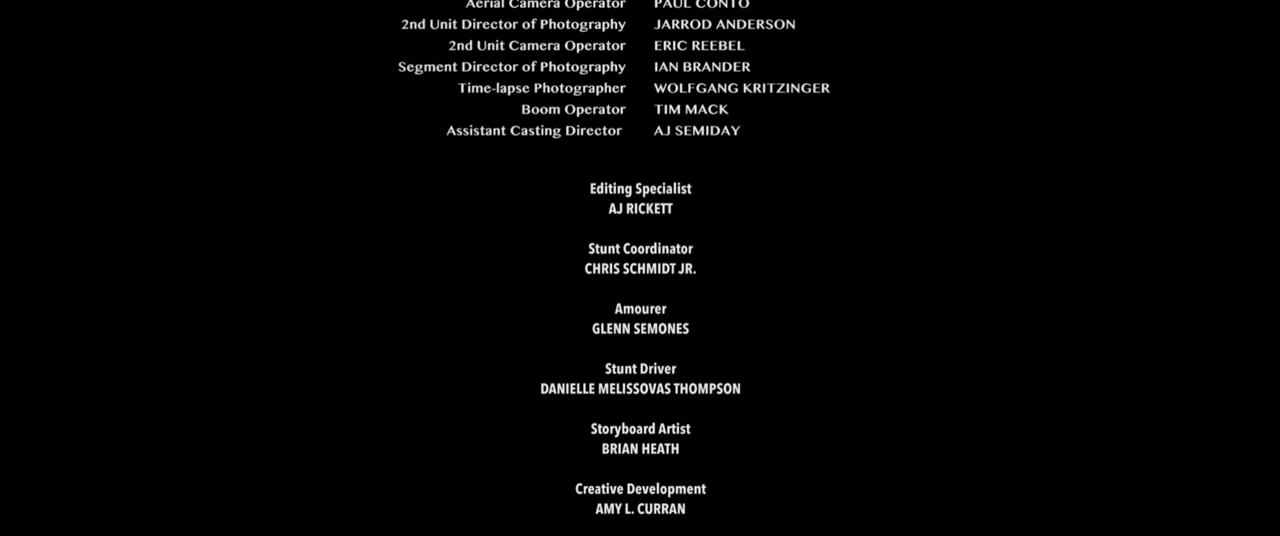 Aerial Camera Operator PAUL CONTO
2nd Unit Director of Photography JARROD ANDERSON
2nd Unit Camera Operator ERIC REEBEL
Segment Director of Photography IAN BRANDER
Time-lapse Photographer WOLFGANG KRITZINGER
Boom Operator TIM MACK
Assistant Casting Director AJ SEMIDAY
Editing Specialist
AJ RICKETT
Stunt Coordinator
CHRIS SCHMIDT JR.
Amourer
GLENN SEMONES
Stunt Driver
DANIELLE MELISSOVAS THOMPSON
Storyboard Artist
BRIAN HEATH
Creative Development
AMY L. CURRAN